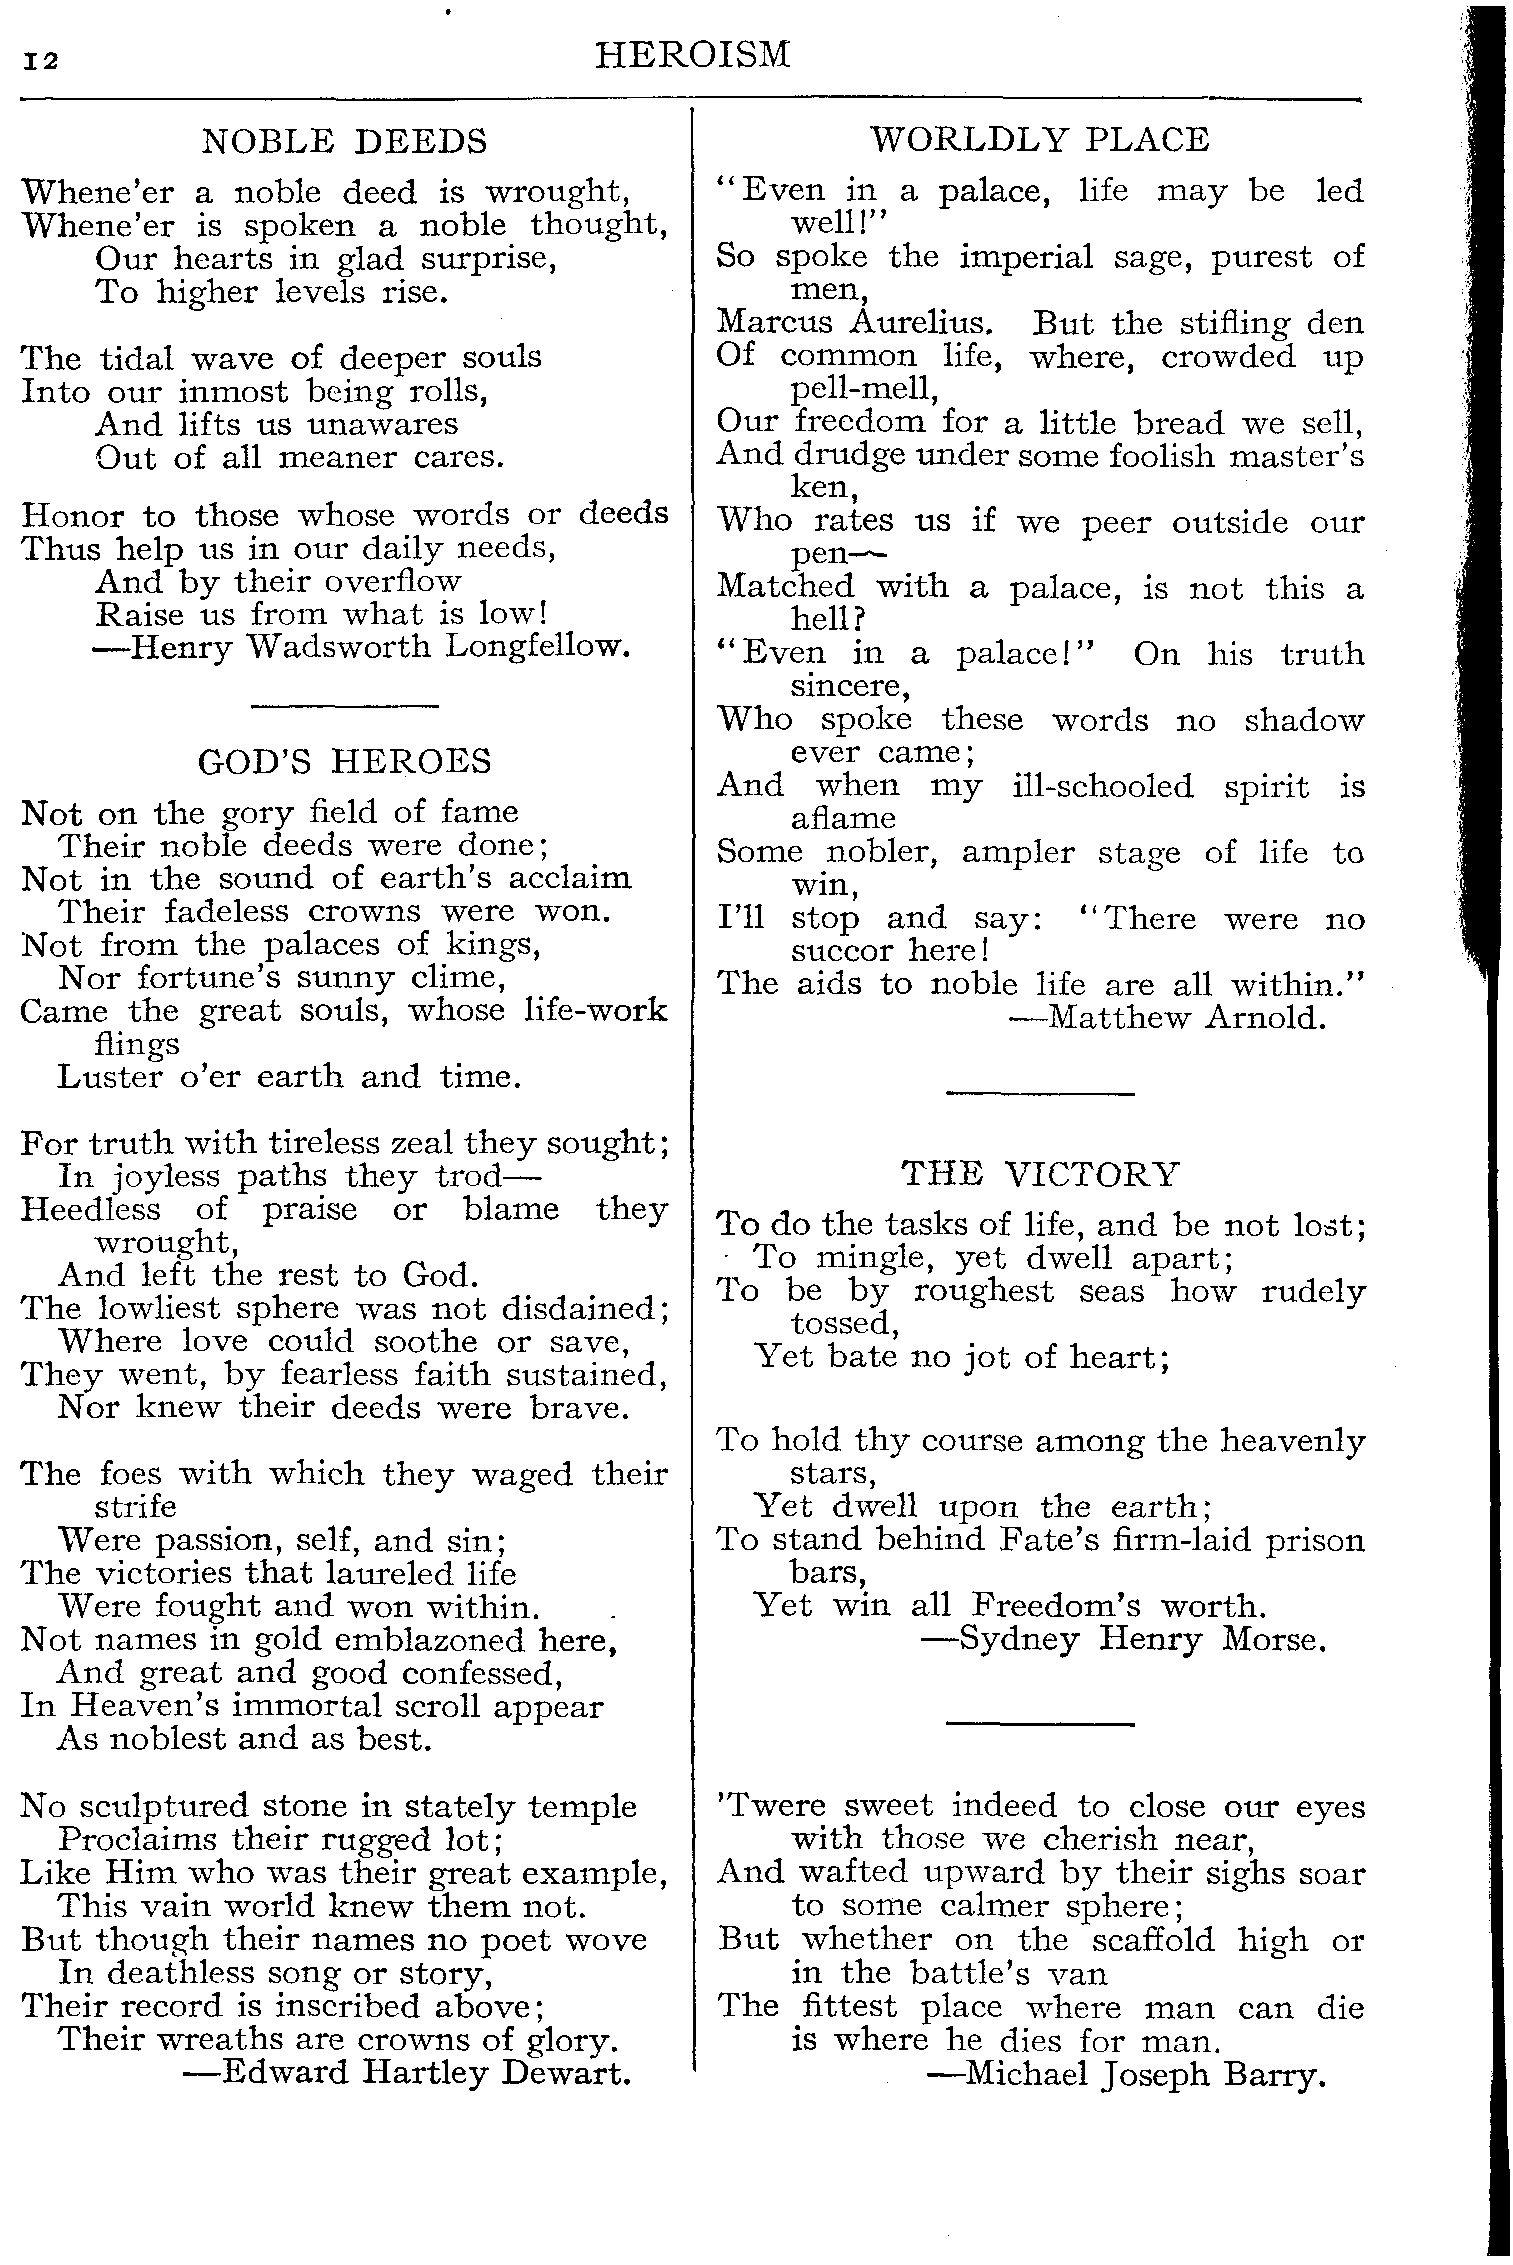 12
HEROISM
NOBLE DEEDS
Whene'er a noble deed is wrought,
Whene'er is spoken a noble thought,
Our hearts in glad surprise,
To higher levels rise.
The tidal wave of deeper souls
Into our inmost being rolls,
And lifts us unawares
Out of all meaner cares.
Honor to those whose words or deeds
Thus help us in our daily needs,
And by their overflow
Raise us from what is low!
—Henry Wadsworth Longfellow.
GOD'S HEROES
Not on the gory field of fame
Their noble deeds were done;
Not in the sound of earth's acclaim
Their fadeless crowns were won.
Not from the palaces of kings,
Nor fortune's sunny clime,
Came the great souls, whose life-work
flings
Luster o'er earth and time.
For truth with tireless zeal they sought;
In joyless paths they trod—
Heedless of praise or blame they
wrought,
And left the rest to God.
The lowliest sphere was not disdained;
Where love could soothe or save,
They went, by fearless faith sustained,
Nor knew their deeds were brave.
The foes with which they waged their
strife
Were passion, self, and sin;
The victories that laureled life
Were fought and won within.
Not names in gold emblazoned here,
And great and good confessed,
In Heaven's immortal scroll appear
As noblest and as best.
No sculptured stone in stately temple
Proclaims their rugged lot;
Like Him who was their great example,
This vain world knew them not.
But though their names no poet wove
In deathless song or story,
Their record is inscribed above;
Their wreaths are crowns of glory.
—Edward Hartley Dewart.
WORLDLY PLACE
"Even in a palace, life may be led
well!"
So spoke the imperial sage, purest of
men,
Marcus Aurelius. But the stifling den
Of common life, where, crowded up
pell-mell,
Our freedom for a little bread we sell,
And drudge under some foolish master's
ken,
Who rates us if we peer outside our
pen—
Matched with a palace, is not this a
hell?
"Even in a palace!" On his truth
sincere,
Who spoke these words no shadow
ever came;
And when my ill-schooled spirit is
aflame
Some nobler, ampler stage of life to
win,
I'll stop and say: "There were no
succor here!
The aids to noble life are all within."
—Matthew Arnold.
THE VICTORY
To do the tasks of life, and be not lost;
To mingle, yet dwell apart;
To be by roughest seas how rudely
tossed,
Yet bate no jot of heart;
To hold thy course among the heavenly
stars,
Yet dwell upon the earth;
To stand behind Fate's firm-laid prison
bars,
Yet win all Freedom's worth.
—Sydney Henry Morse.
'Twere sweet indeed to close our eyes
with those we cherish near,
And wafted upward by their sighs soar
to some calmer sphere;
But whether on the scaffold high or
in the battle's van
The fittest place where man can die
is where he dies for man.
—Michael Joseph Barry.